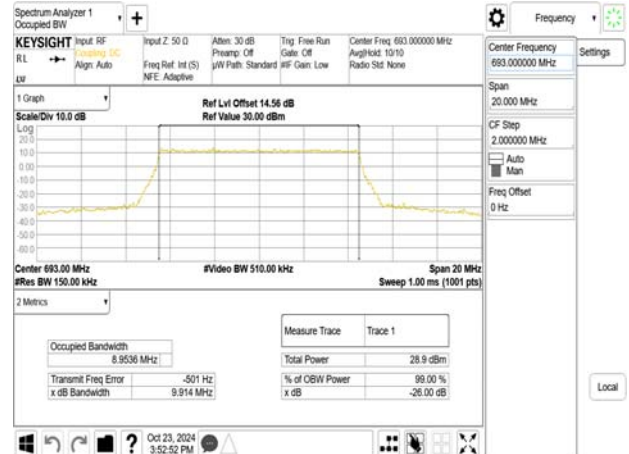 Spectrum Analyzer 1
Occupied BW
Frequency
KEYSIGHT
RL
LXI
Input: RF
Coupling: DC
Align: Auto
Input Z: 50 Ω
Freq Ref: Int (S)
NFE: Adaptive
Atten: 30 dB
Preamp: Off
µW Path: Standard
Trig: Free Run
Gate: Off
#IF Gain: Low
Center Freq: 693.000000 MHz
Avg|Hold: 10/10
Radio Std: None
Center Frequency
693.000000 MHz
Settings
Span
20.000 MHz
CF Step
2.000000 MHz
Auto
Man
Freq Offset
0 Hz
Local
1 Graph
Scale/Div 10.0 dB
Ref Lvl Offset 14.56 dB
Ref Value 30.00 dBm
Log
20.0
10.0
0.00
-10.0
-20.0
-30.0
-40.0
-50.0
-60.0
Center 693.00 MHz
#Video BW 510.00 kHz
Span 20 MHz
#Res BW 150.00 kHz
Sweep 1.00 ms (1001 pts)
2 Metrics
Measure Trace Trace 1
Occupied Bandwidth
8.9536 MHz
Total Power 28.9 dBm
Transmit Freq Error -501 Hz
% of OBW Power 99.00 %
x dB Bandwidth 9.914 MHz
x dB -26.00 dB
?
Oct 23, 2024
3:52:52 PM